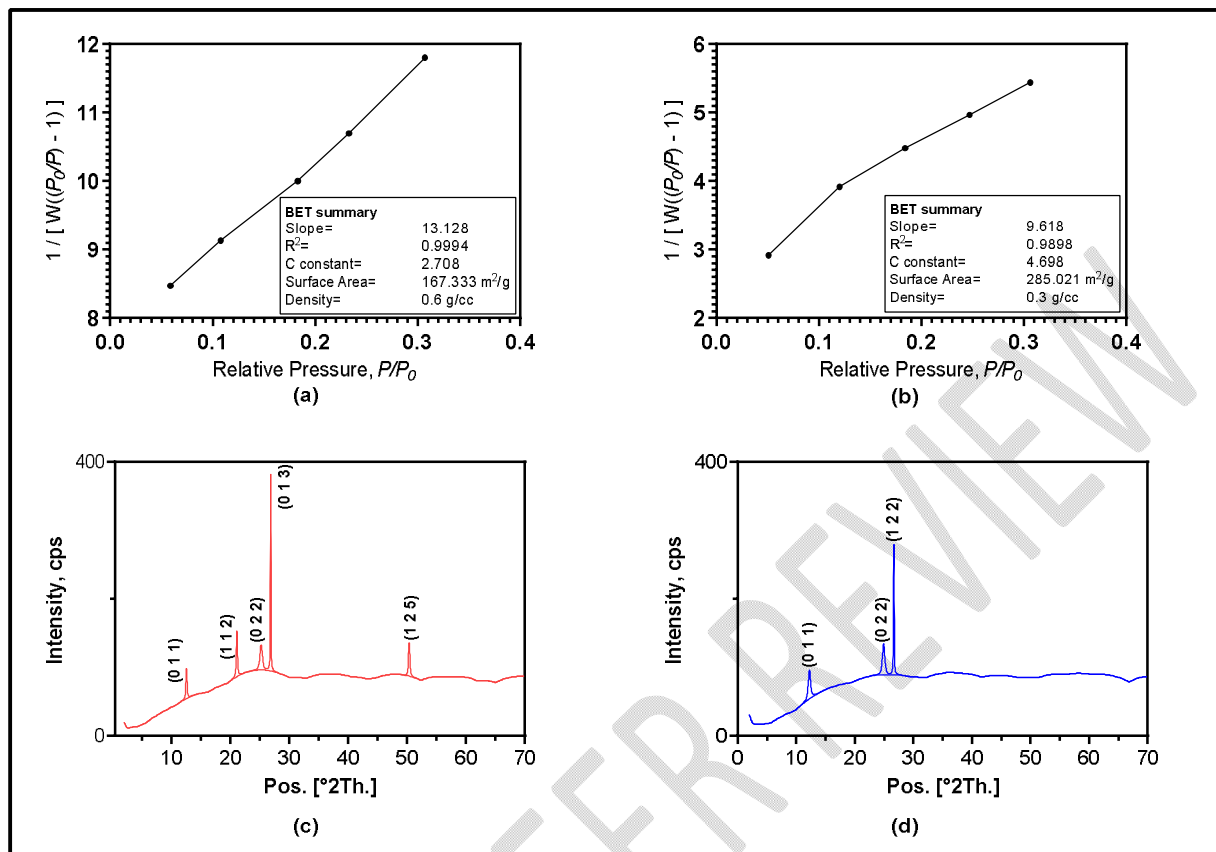 12
11
10
9
8
1 / [ W((P0/P) - 1) ]
BET summary
Slope= 13.128
R2= 0.9994
C constant= 2.708
Surface Area= 167.333 m2/g
Density= 0.6 g/cc
0.0 0.1 0.2 0.3 0.4
Relative Pressure, P/P0
(a)
6
5
4
3
2
1 / [ W((P0/P) - 1) ]
BET summary
Slope= 9.618
R2= 0.9898
C constant= 4.698
Surface Area= 285.021 m2/g
Density= 0.3 g/cc
0.0 0.1 0.2 0.3 0.4
Relative Pressure, P/P0
(b)
400
200
0
Intensity, cps
(0 1 1)
(1 1 2)
(0 2 2)
(0 1 3)
(1 2 5)
10 20 30 40 50 60 70
Pos. [°2Th.]
(c)
400
200
0
Intensity, cps
(0 1 1)
(0 2 2)
(1 2 2)
0 10 20 30 40 50 60 70
Pos. [°2Th.]
(d)
ER REVIEW